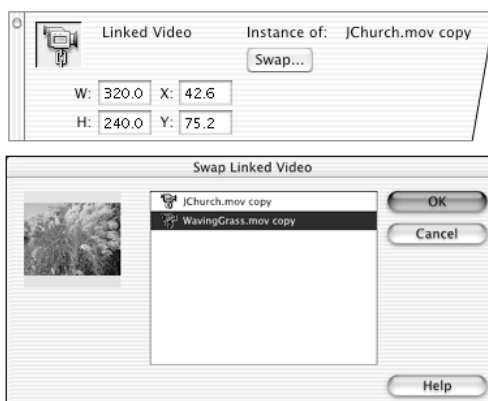 Linked Video Instance of: JChurch.mov copy
Swap...
W: 320.0 X: 42.6
H: 240.0 Y: 75.2
Swap Linked Video
JChurch.mov copy
WavingGrass.mov copy
OK
Cancel
Help